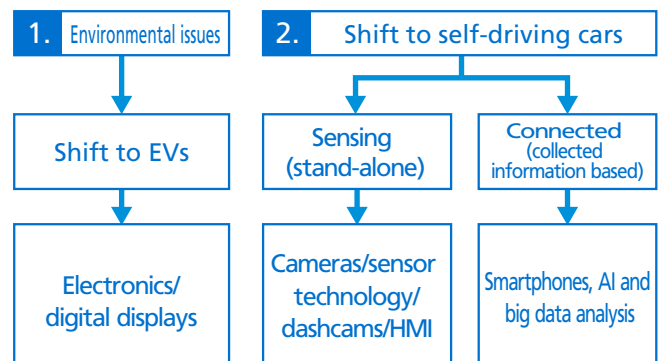 1. Environmental issues
2. Shift to self-driving cars
Shift to EVs
Sensing
(stand-alone)
Connected
(collected
information based)
Electronics/
digital displays
Cameras/sensor
technology/
dashcams/HMI
Smartphones, AI and
big data analysis